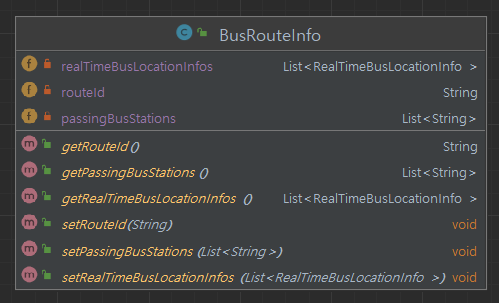 BusRouteInfo
realTimeBusLocationInfos List<RealTimeBusLocationInfo >
routeId String
passingBusStations List<String>
getRouteId() String
getPassingBusStations () List<String>
getRealTimeBusLocationInfos () List<RealTimeBusLocationInfo >
setRouteId(String) void
setPassingBusStations (List<String>) void
setRealTimeBusLocationInfos (List<RealTimeBusLocationInfo >) void